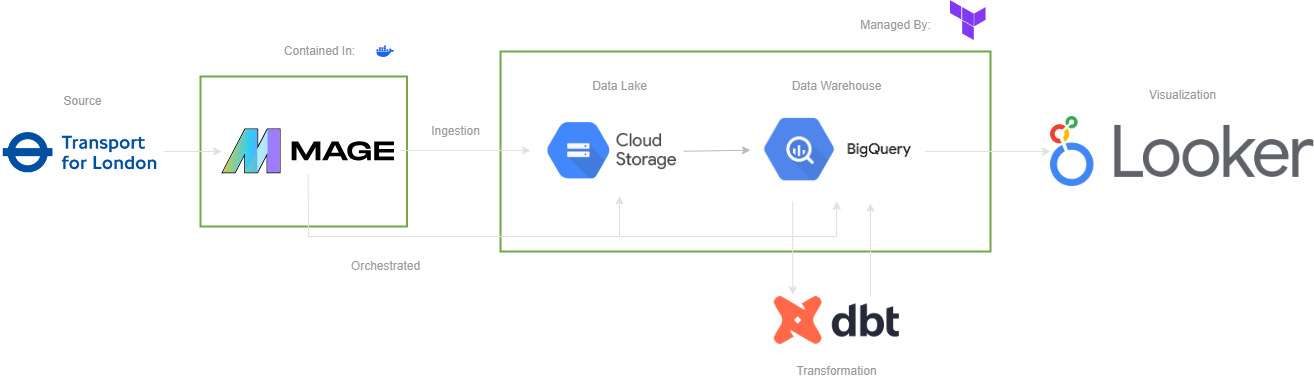 Managed By:
Contained In:
Source
Data Lake
Data Warehouse
Visualization
Transport
for London
MAGE
Ingestion
Cloud
Storage
BigQuery
Looker
Orchestrated
dbt
Transformation